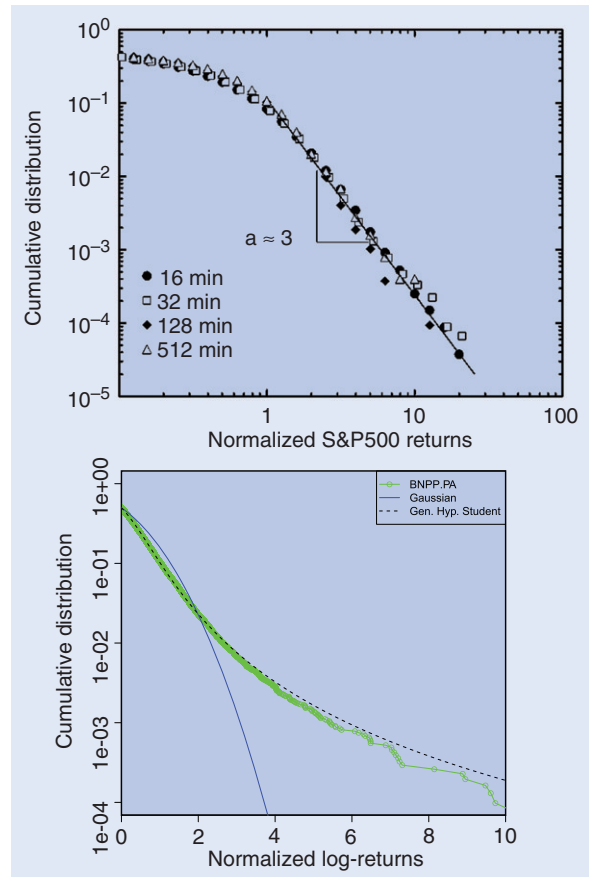 10⁰
10⁻¹
10⁻²
10⁻³
10⁻⁴
10⁻⁵
Cumulative distribution
a ≈ 3
16 min
32 min
128 min
512 min
1 10 100
Normalized S&P500 returns
1e+00
1e-01
1e-02
1e-03
1e-04
Cumulative distribution
BNPP.PA
Gaussian
Gen. Hyp. Student
0 2 4 6 8 10
Normalized log-returns